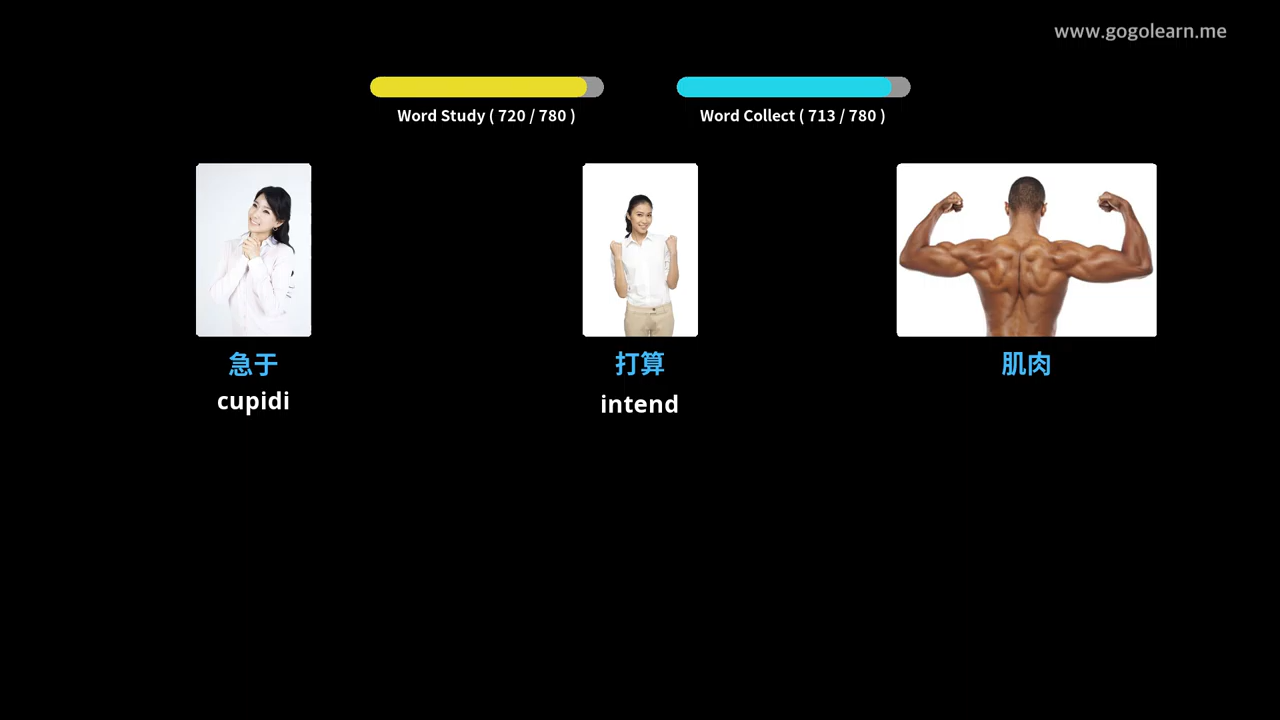 www.gogolearn.me
Word Study ( 720 / 780 )
Word Collect ( 713 / 780 )
急于
打算
肌肉
cupidi
intend